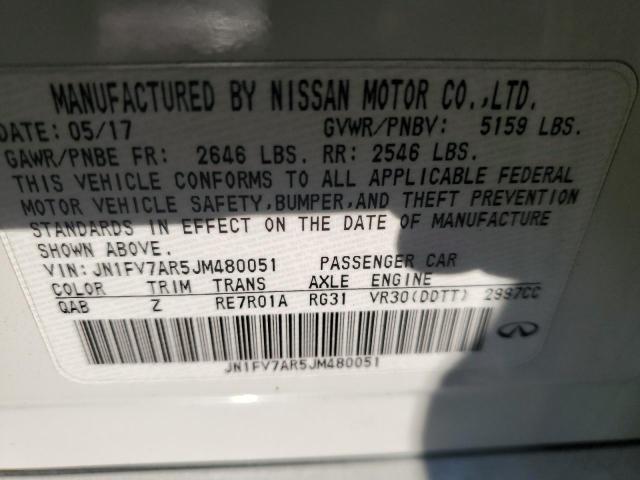 MANUFACTURED BY NISSAN MOTOR CO.,LTD.
DATE: 05/17 GVWR/PNBV: 5159 LBS.
GAWR/PNBE FR: 2646 LBS. RR: 2546 LBS.
THIS VEHICLE CONFORMS TO ALL APPLICABLE FEDERAL
MOTOR VEHICLE SAFETY,BUMPER,AND THEFT PREVENTION
STANDARDS IN EFFECT ON THE DATE OF MANUFACTURE
SHOWN ABOVE.
VIN: JN1FV7AR5JM480051 PASSENGER CAR
COLOR TRIM TRANS AXLE ENGINE
QAB Z RE7R01A RG31 VR30(DDTT) 2997CC
JN1FV7AR5JM480051